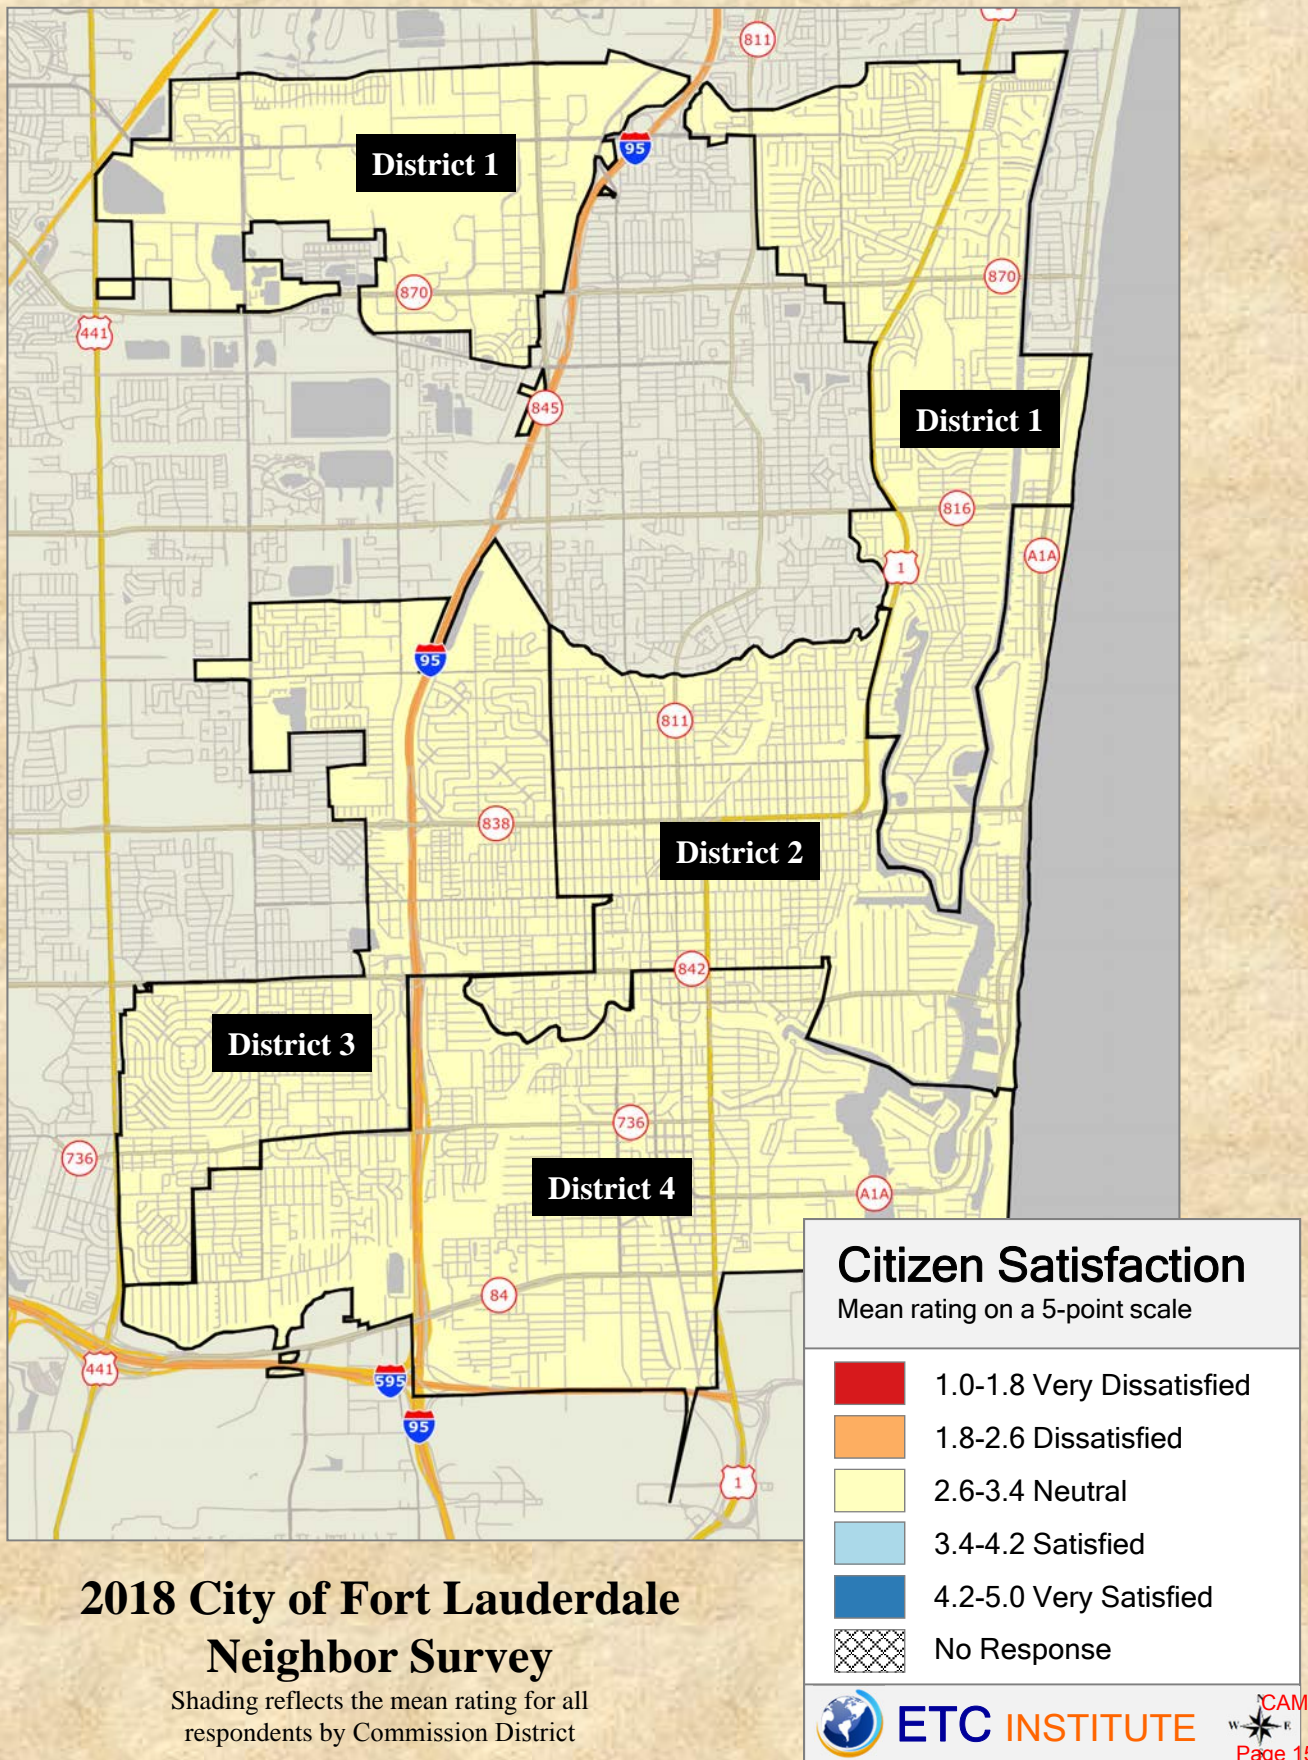 811
1
95
District 1
870
870
441
845
District 1
816
A1A
1
95
811
838
District 2
842
District 3
736
736
District 4
A1A
84
441
595
95
1
Citizen Satisfaction
Mean rating on a 5-point scale
1.0-1.8 Very Dissatisfied
1.8-2.6 Dissatisfied
2.6-3.4 Neutral
3.4-4.2 Satisfied
4.2-5.0 Very Satisfied
No Response
2018 City of Fort Lauderdale
Neighbor Survey
Shading reflects the mean rating for all
respondents by Commission District
ETC INSTITUTE
CAM
W E
Page